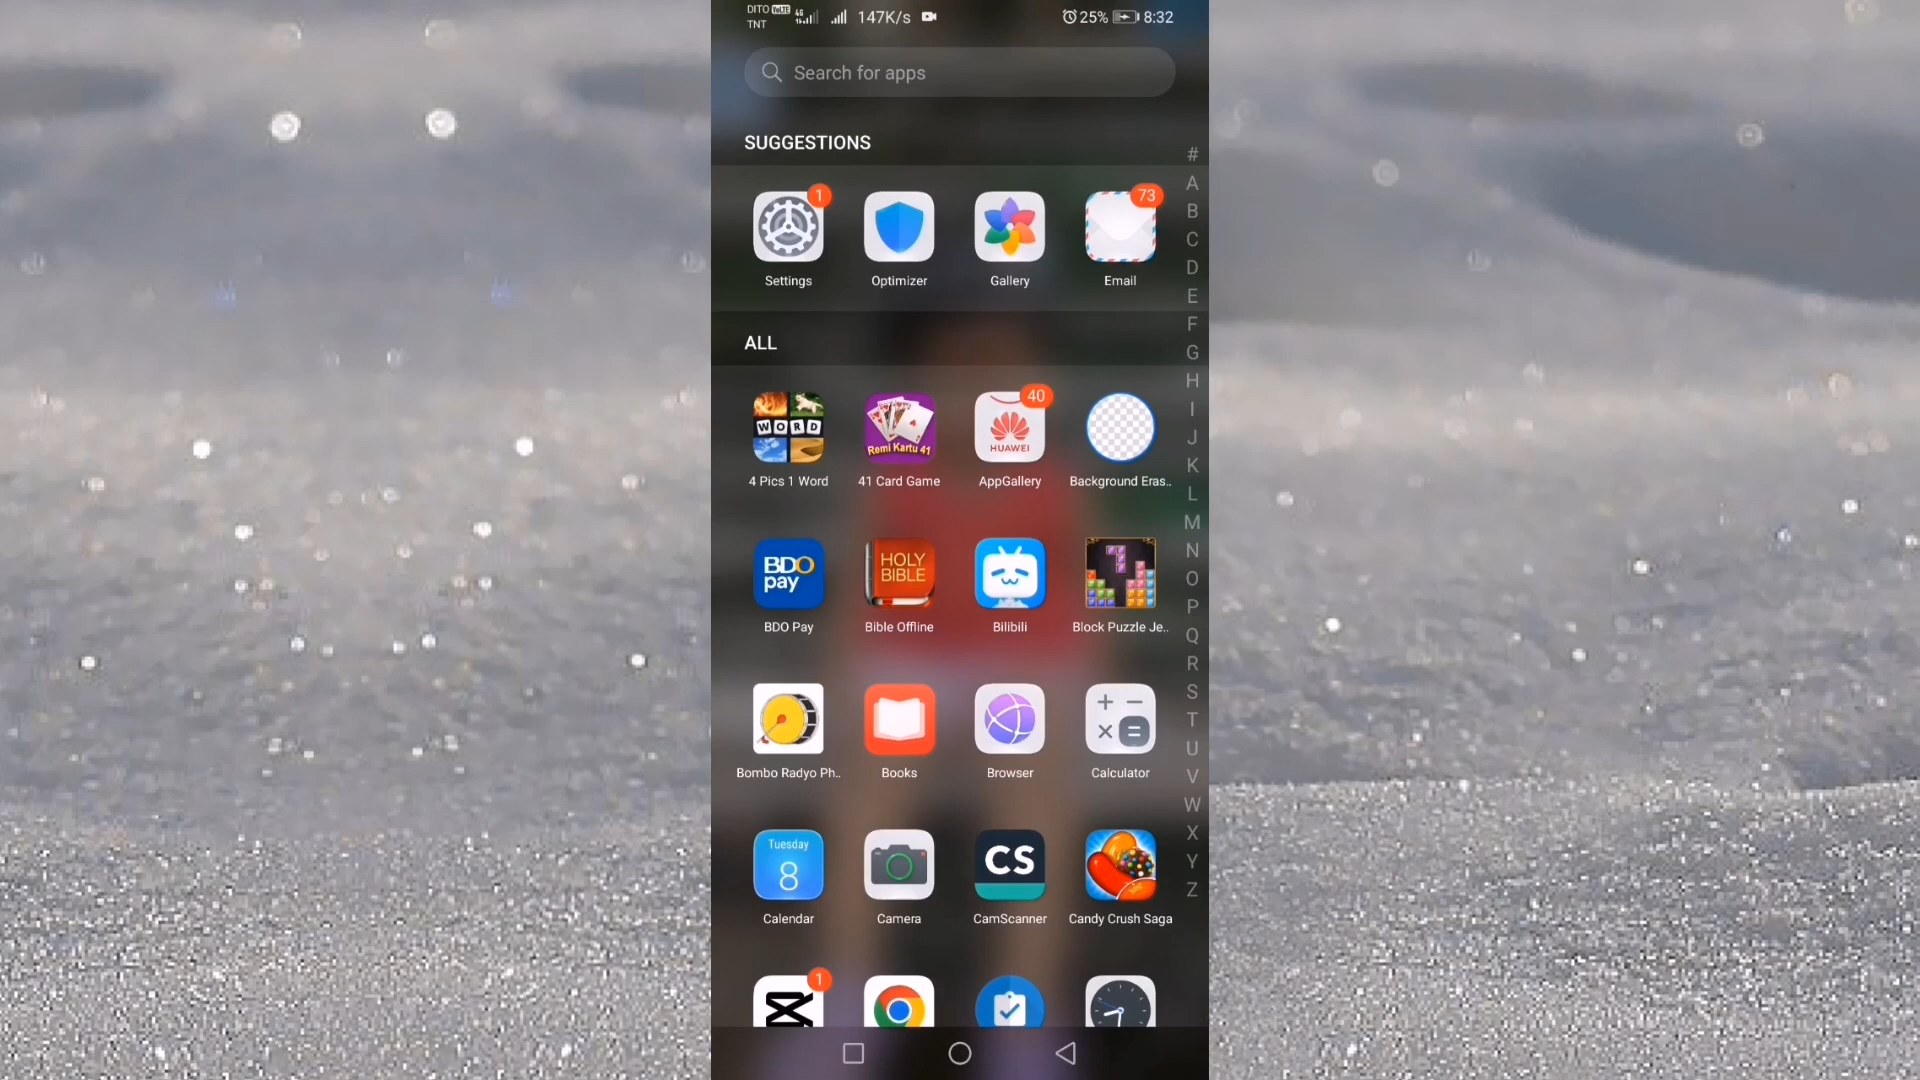 DITO VoLTE 4G 147K/s 25% 8:32
TNT
Search for apps
SUGGESTIONS
1 73
Settings Optimizer Gallery Email
ALL
WORD Remi Kartu 41 HUAWEI 40
4 Pics 1 Word 41 Card Game AppGallery Background Eras..
BDO pay HOLY BIBLE
BDO Pay Bible Offline Bilibili Block Puzzle Je..
Bombo Radyo Ph.. Books Browser Calculator
Tuesday 8 CS
Calendar Camera CamScanner Candy Crush Saga
1
#
A
B
C
D
E
F
G
H
I
J
K
L
M
N
O
P
Q
R
S
T
U
V
W
X
Y
Z